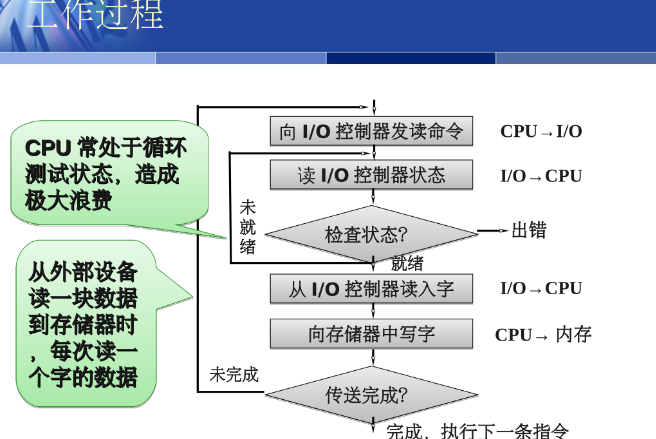 工作过程
向 I/O 控制器发读命令
CPU→I/O
CPU 常处于循环
测试状态，造成
极大浪费
读 I/O 控制器状态
I/O→CPU
未
就
绪
检查状态?
出错
就绪
从外部设备
读一块数据
到存储器时
，每次读一
个字的数据
从 I/O 控制器读入字
I/O→CPU
向存储器中写字
CPU→ 内存
未完成
传送完成?
完成，执行下一条指令